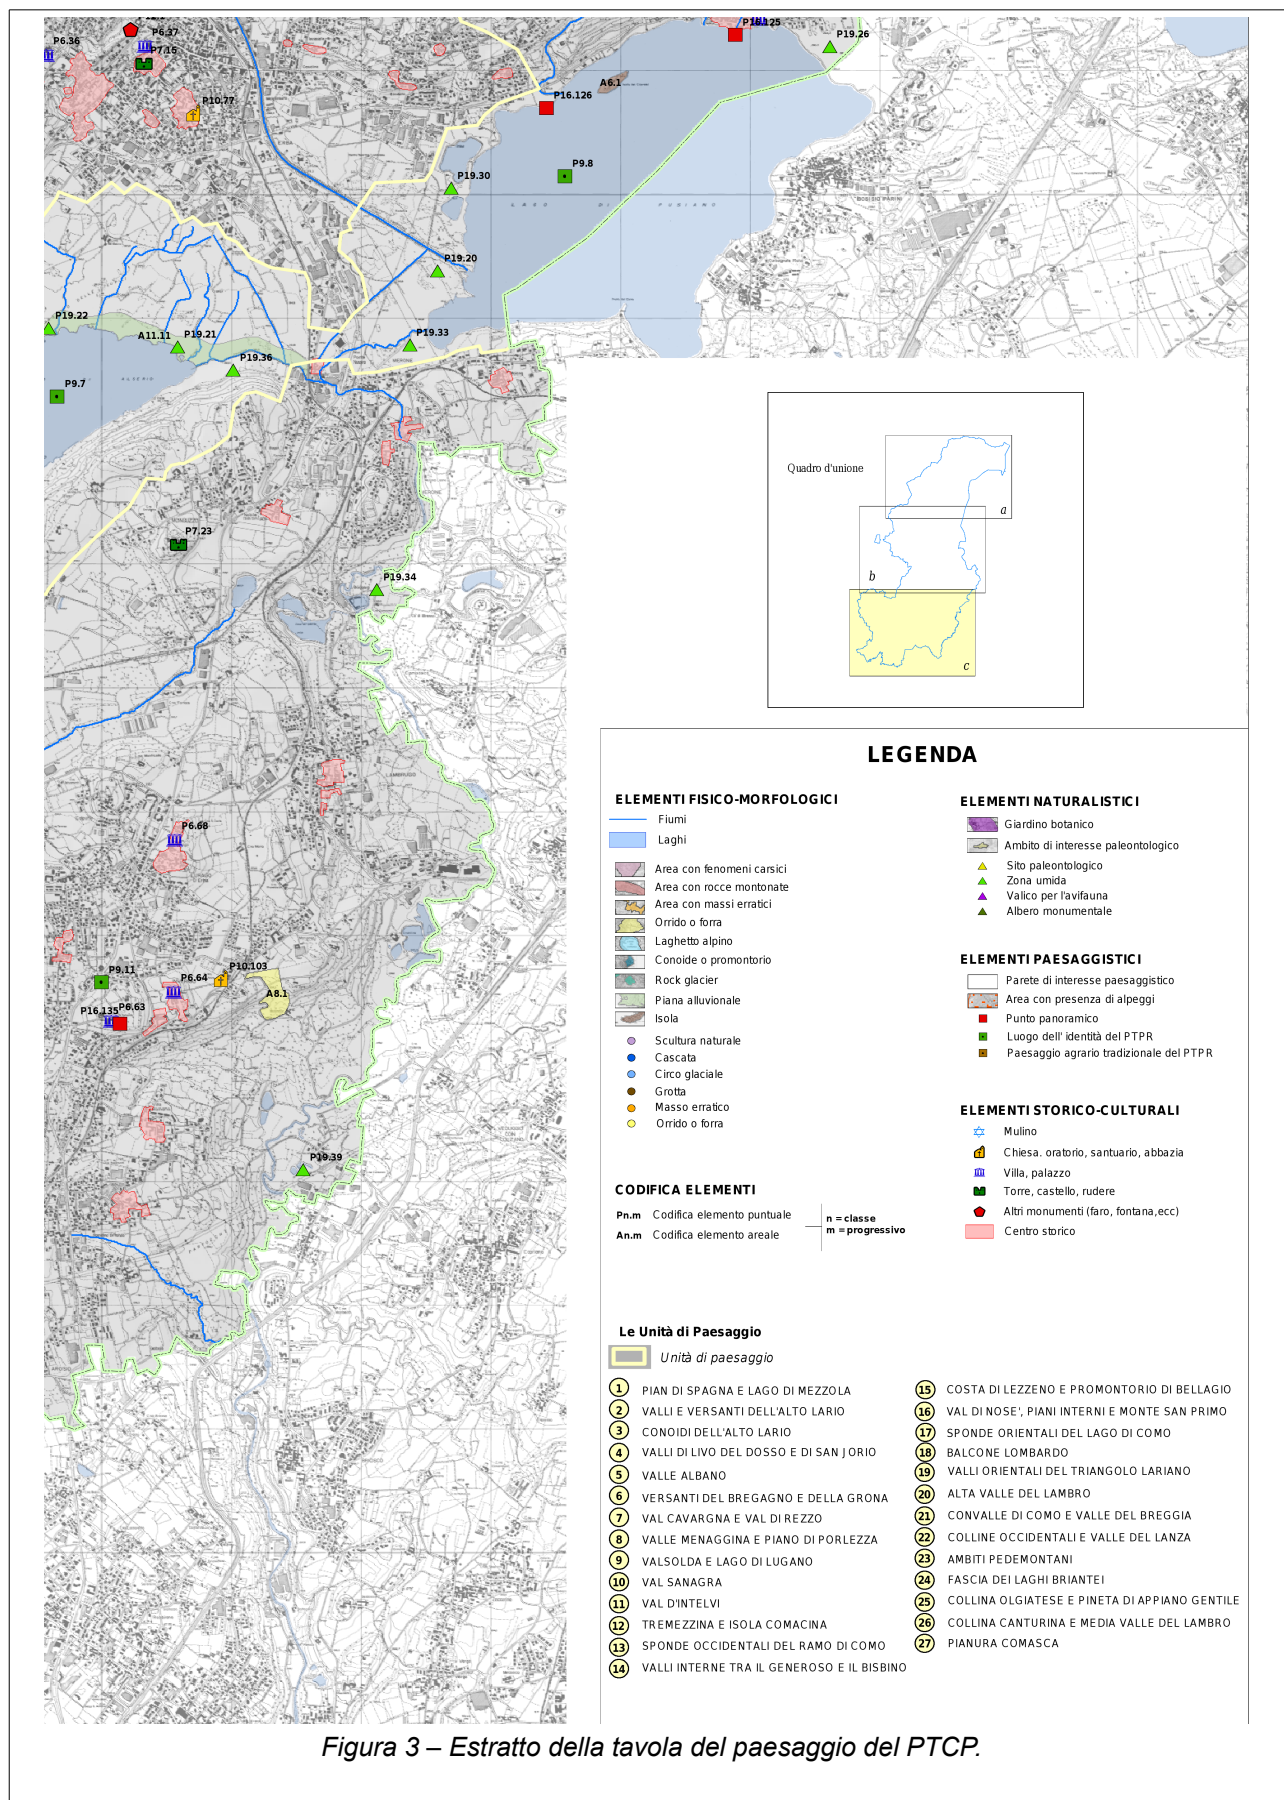 P6.36
P6.37
P7.15
P16.125
P19.26
A6.1
P16.126
P10.77
ERBA
P9.8
P19.30
LAGO DI PUSIANO
BOSISIO PARINI
P19.20
P19.22
A11.11
P19.21
P19.33
P19.36
P9.7
ALSERIO
P7.23
P19.34
LAMBRUGO
P6.68
P9.11
P6.64
P10.103
A8.1
P16.135
P6.63
P19.39
Quadro d'unione
a
b
c
LEGENDA
ELEMENTI FISICO-MORFOLOGICI
Fiumi
Laghi
Area con fenomeni carsici
Area con rocce montonate
Area con massi erratici
Orrido o forra
Laghetto alpino
Conoide o promontorio
Rock glacier
Piana alluvionale
Isola
Scultura naturale
Cascata
Circo glaciale
Grotta
Masso erratico
Orrido o forra
ELEMENTI NATURALISTICI
Giardino botanico
Ambito di interesse paleontologico
Sito paleontologico
Zona umida
Valico per l'avifauna
Albero monumentale
ELEMENTI PAESAGGISTICI
Parete di interesse paesaggistico
Area con presenza di alpeggi
Punto panoramico
Luogo dell' identità del PTPR
Paesaggio agrario tradizionale del PTPR
ELEMENTI STORICO-CULTURALI
Mulino
Chiesa. oratorio, santuario, abbazia
Villa, palazzo
Torre, castello, rudere
Altri monumenti (faro, fontana,ecc)
Centro storico
CODIFICA ELEMENTI
Pn.m Codifica elemento puntuale
An.m Codifica elemento areale
n = classe
m = progressivo
Le Unità di Paesaggio
Unità di paesaggio
1 PIAN DI SPAGNA E LAGO DI MEZZOLA
2 VALLI E VERSANTI DELL'ALTO LARIO
3 CONOIDI DELL'ALTO LARIO
4 VALLI DI LIVO DEL DOSSO E DI SAN JORIO
5 VALLE ALBANO
6 VERSANTI DEL BREGAGNO E DELLA GRONA
7 VAL CAVARGNA E VAL DI REZZO
8 VALLE MENAGGINA E PIANO DI PORLEZZA
9 VALSOLDA E LAGO DI LUGANO
10 VAL SANAGRA
11 VAL D'INTELVI
12 TREMEZZINA E ISOLA COMACINA
13 SPONDE OCCIDENTALI DEL RAMO DI COMO
14 VALLI INTERNE TRA IL GENEROSO E IL BISBINO
15 COSTA DI LEZZENO E PROMONTORIO DI BELLAGIO
16 VAL DI NOSE', PIANI INTERNI E MONTE SAN PRIMO
17 SPONDE ORIENTALI DEL LAGO DI COMO
18 BALCONE LOMBARDO
19 VALLI ORIENTALI DEL TRIANGOLO LARIANO
20 ALTA VALLE DEL LAMBRO
21 CONVALLE DI COMO E VALLE DEL BREGGIA
22 COLLINE OCCIDENTALI E VALLE DEL LANZA
23 AMBITI PEDEMONTANI
24 FASCIA DEI LAGHI BRIANTEI
25 COLLINA OLGIATESE E PINETA DI APPIANO GENTILE
26 COLLINA CANTURINA E MEDIA VALLE DEL LAMBRO
27 PIANURA COMASCA
Figura 3 – Estratto della tavola del paesaggio del PTCP.